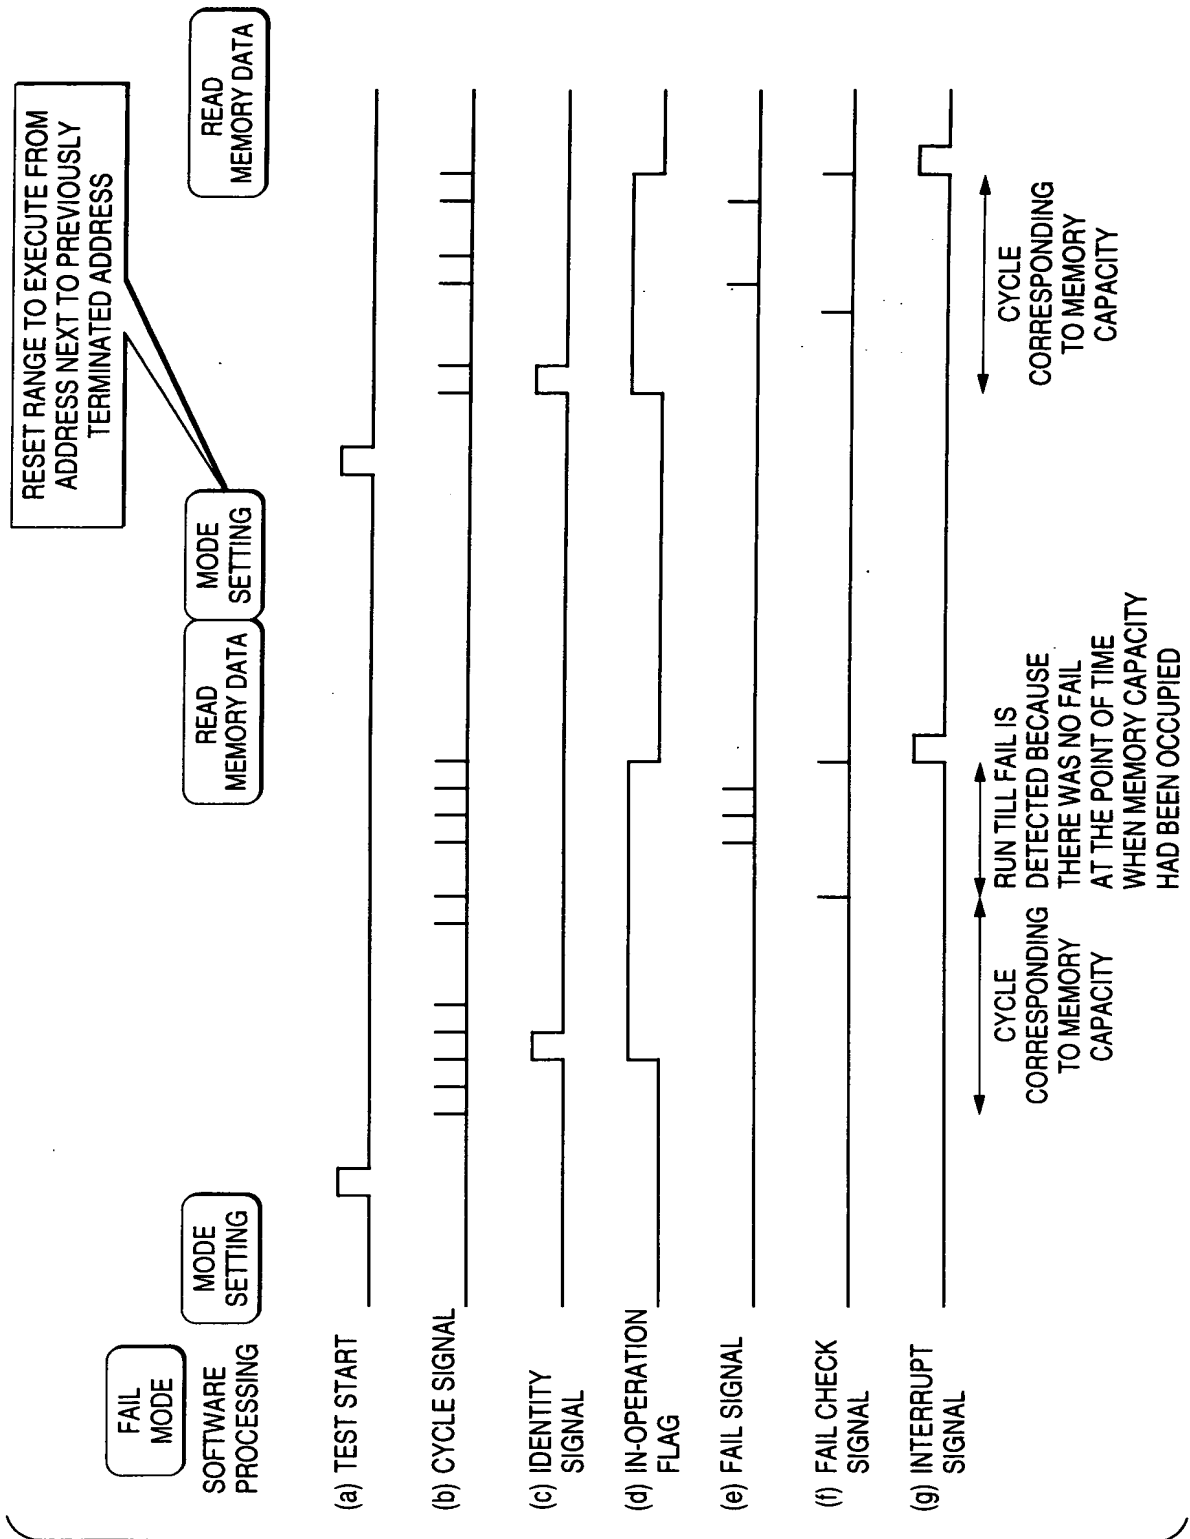 FAIL
MODE
SOFTWARE
PROCESSING
MODE
SETTING
READ
MEMORY DATA
MODE
SETTING
RESET RANGE TO EXECUTE FROM
ADDRESS NEXT TO PREVIOUSLY
TERMINATED ADDRESS
READ
MEMORY DATA
(a) TEST START
(b) CYCLE SIGNAL
(c) IDENTITY
SIGNAL
(d) IN-OPERATION
FLAG
(e) FAIL SIGNAL
(f) FAIL CHECK
SIGNAL
(g) INTERRUPT
SIGNAL
CYCLE
CORRESPONDING
TO MEMORY
CAPACITY
RUN TILL FAIL IS
DETECTED BECAUSE
THERE WAS NO FAIL
AT THE POINT OF TIME
WHEN MEMORY CAPACITY
HAD BEEN OCCUPIED
CYCLE
CORRESPONDING
TO MEMORY
CAPACITY